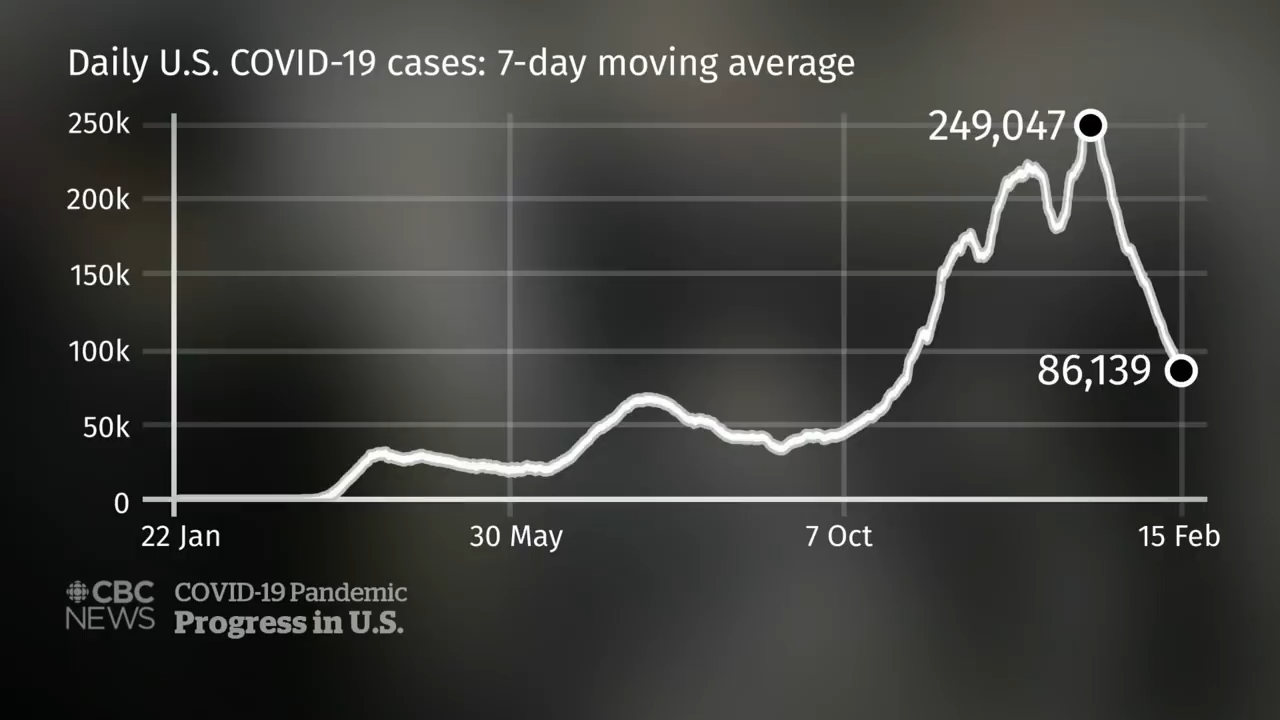 Daily U.S. COVID-19 cases: 7-day moving average
250k
249,047
200k
150k
100k
86,139
50k
0
22 Jan
30 May
7 Oct
15 Feb
CBC
NEWS
COVID-19 Pandemic
Progress in U.S.